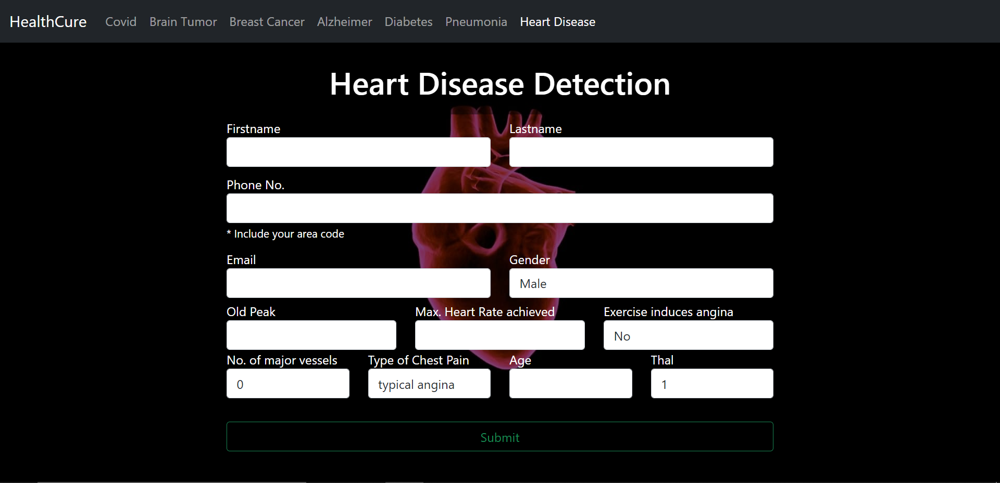 HealthCure Covid Brain Tumor Breast Cancer Alzheimer Diabetes Pneumonia Heart Disease
Heart Disease Detection
Firstname Lastname
Phone No.
* Include your area code
Email Gender
Male
Old Peak Max. Heart Rate achieved Exercise induces angina
No
No. of major vessels Type of Chest Pain Age Thal
0 typical angina 1
Submit